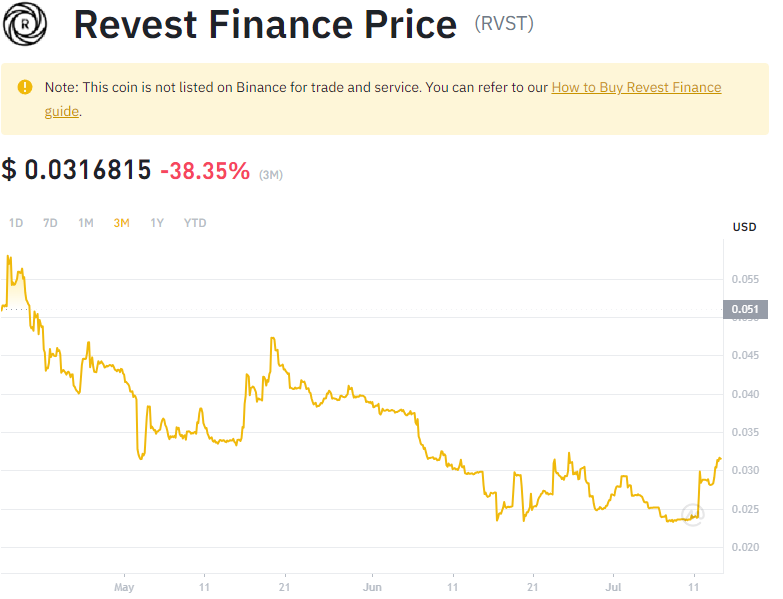 R
Revest Finance Price (RVST)
Note: This coin is not listed on Binance for trade and service. You can refer to our How to Buy Revest Finance
guide.
$ 0.0316815 -38.35% (3M)
1D 7D 1M 3M 1Y YTD
USD
0.055
0.051
0.045
0.040
0.035
0.030
0.025
0.020
May 11 21 Jun 11 21 Jul 11